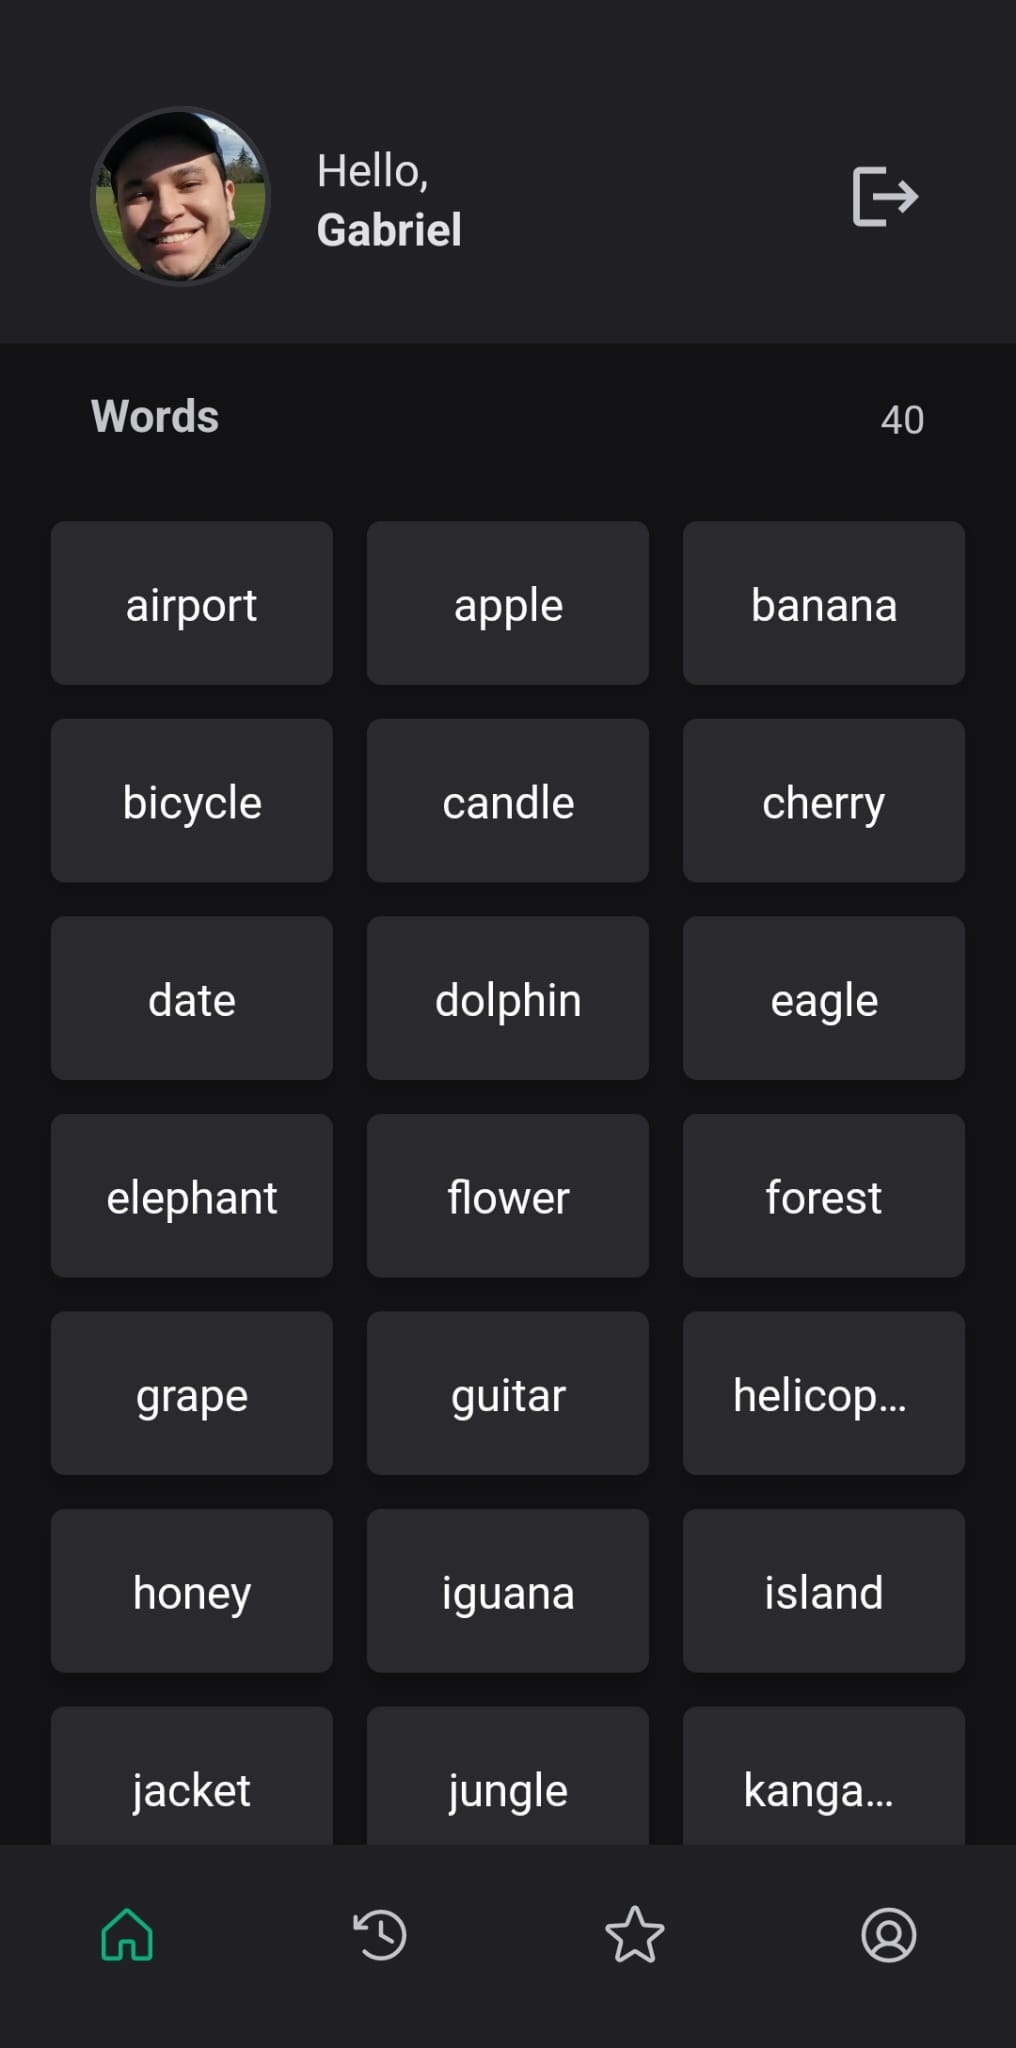 Hello,
Gabriel
Words 40
airport apple banana
bicycle candle cherry
date dolphin eagle
elephant flower forest
grape guitar helicop...
honey iguana island
jacket jungle kanga...